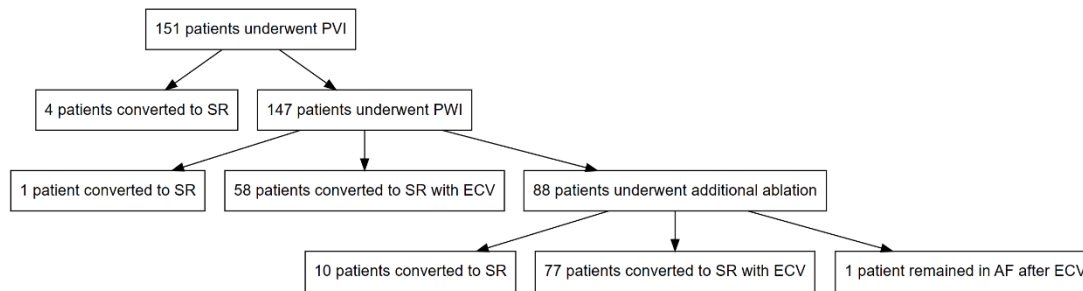 151 patients underwent PVI
4 patients converted to SR
147 patients underwent PWI
1 patient converted to SR
58 patients converted to SR with ECV
88 patients underwent additional ablation
10 patients converted to SR
77 patients converted to SR with ECV
1 patient remained in AF after ECV